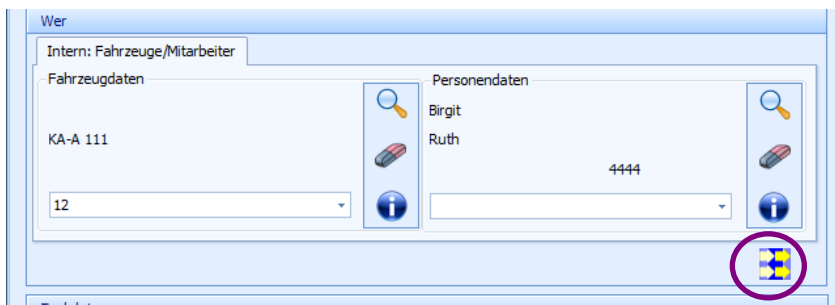 Wer
Intern: Fahrzeuge/Mitarbeiter
Fahrzeugdaten
KA-A 111
12
Personendaten
Birgit
Ruth
4444